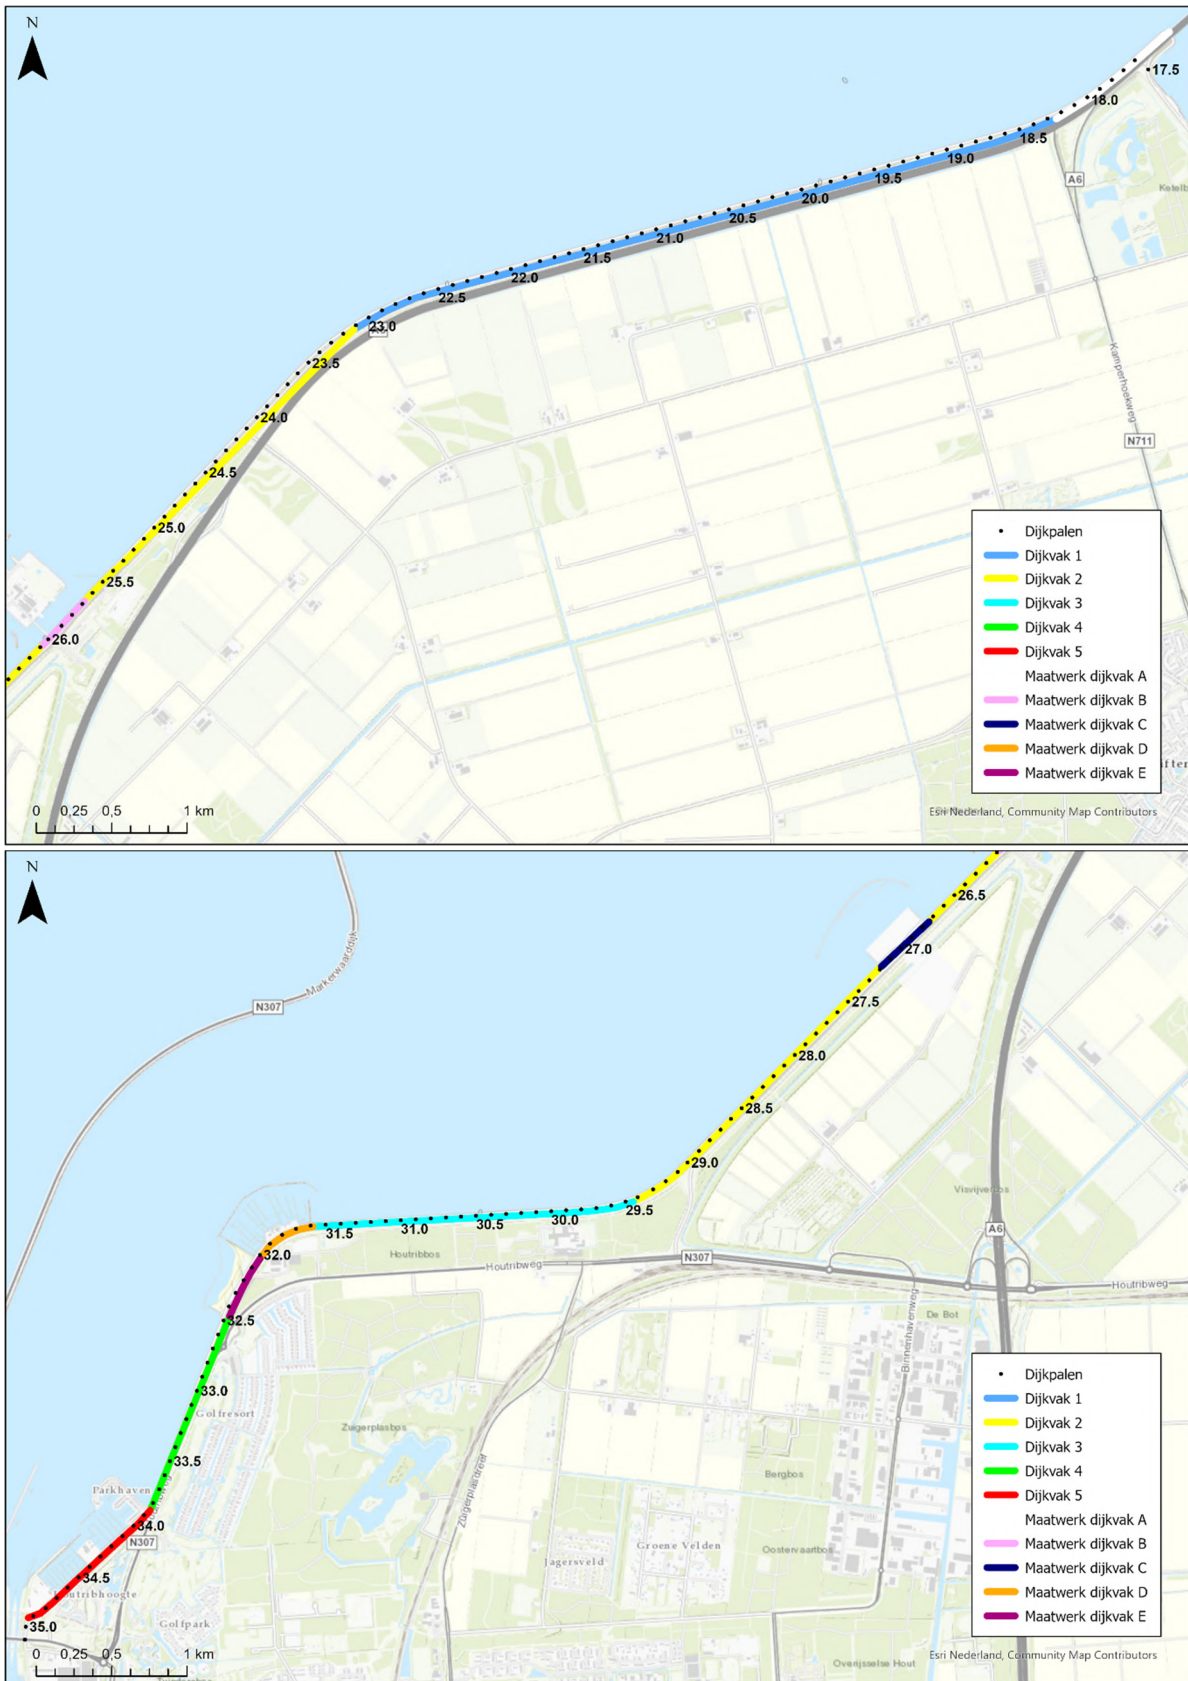 N
17.5
18.0
18.5
19.0
A6
19.5
Ketelb
20.0
20.5
21.0
21.5
22.0
22.5
23.0
23.5
Kamperhoekweg
24.0
N711
24.5
25.0
Dijkpalen
Dijkvak 1
25.5
Dijkvak 2
Dijkvak 3
26.0
Dijkvak 4
Dijkvak 5
Maatwerk dijkvak A
Maatwerk dijkvak B
Maatwerk dijkvak C
Maatwerk dijkvak D
ifter
Maatwerk dijkvak E
0 0,25 0,5 1 km
Esri Nederland, Community Map Contributors
N
26.5
27.0
Markerwaarddijk
N307
27.5
28.0
28.5
29.0
Visvijverbos
29.5
30.0
30.5
31.0
31.5
A6
32.0
Houtribbos
N307
Houtribweg
Houtribweg
De Bot
32.5
Binnenhavenweg
33.0
Golfresort
Zuigerplasbos
33.5
Bergbos
Parkhaven
34.0
Zuigerplasdreef
N307
Groene Velden
Oostervaartbos
Jagersveld
34.5
Houtribhoogte
35.0
Golfpark
Dijkpalen
Dijkvak 1
Dijkvak 2
Dijkvak 3
Dijkvak 4
Dijkvak 5
Maatwerk dijkvak A
Maatwerk dijkvak B
Maatwerk dijkvak C
Maatwerk dijkvak D
Maatwerk dijkvak E
0 0,25 0,5 1 km
Esri Nederland, Community Map Contributors
Overijsselse Hout